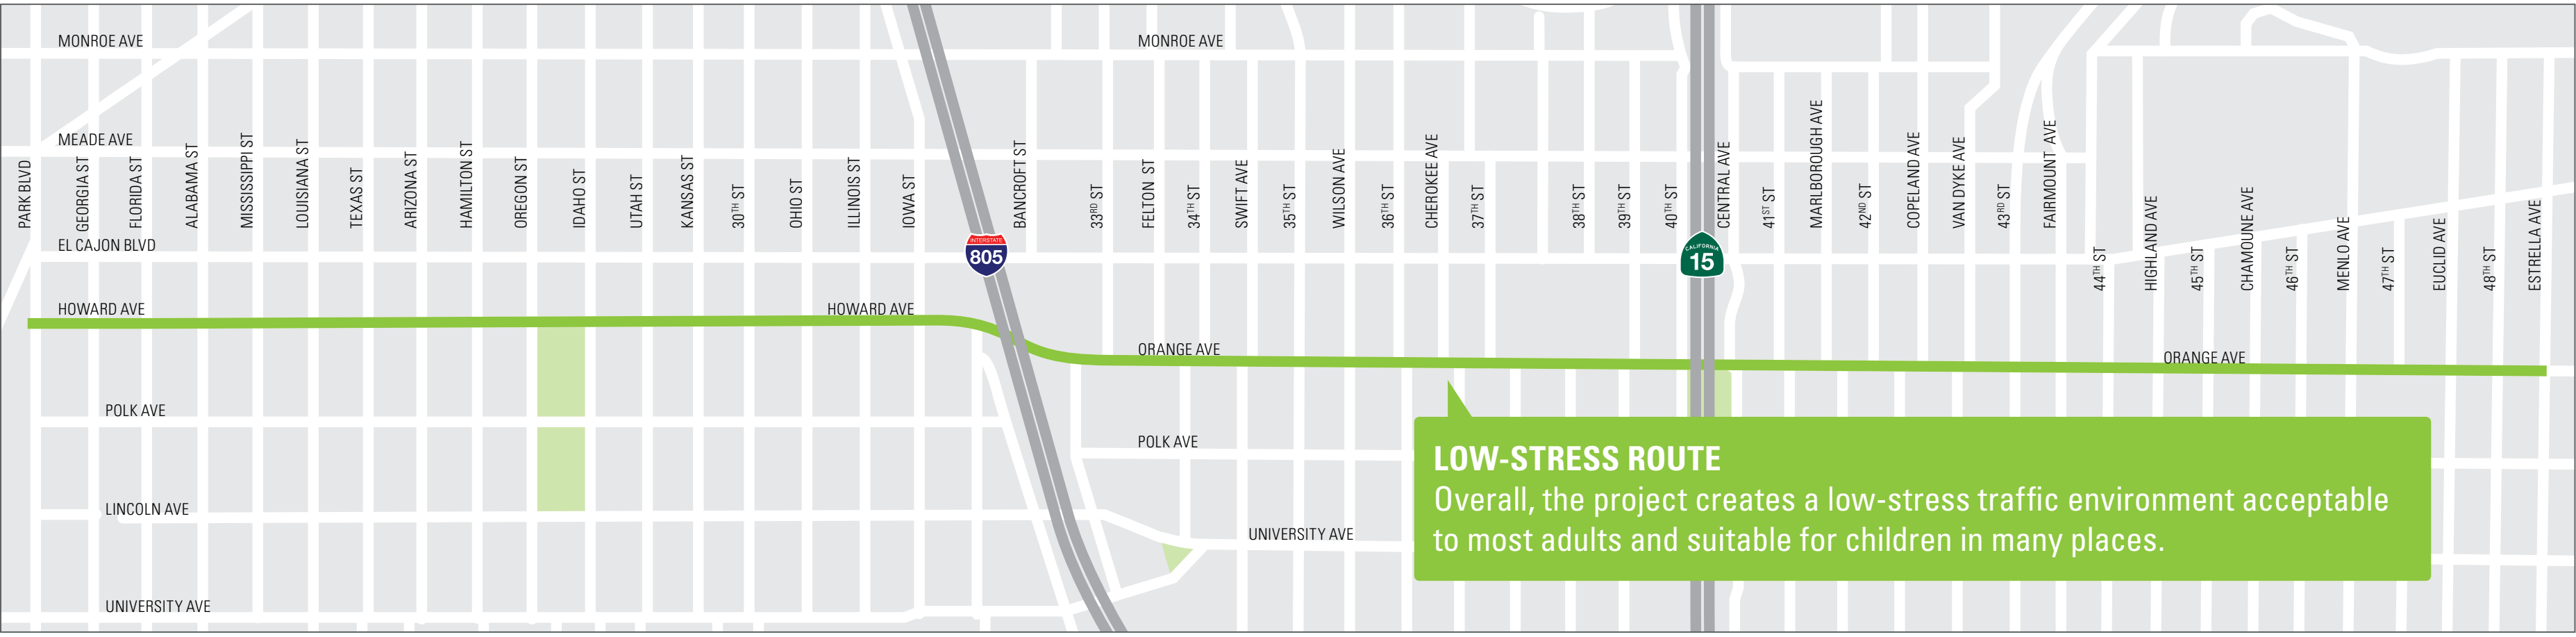 MONROE AVE
MONROE AVE
MEADE AVE
PARK BLVD
GEORGIA ST
FLORIDA ST
ALABAMA ST
MISSISSIPPI ST
LOUISIANA ST
TEXAS ST
ARIZONA ST
HAMILTON ST
OREGON ST
IDAHO ST
UTAH ST
KANSAS ST
30TH ST
OHIO ST
ILLINOIS ST
IOWA ST
BANCROFT ST
33RD ST
FELTON ST
34TH ST
SWIFT AVE
35TH ST
WILSON AVE
36TH ST
CHEROKEE AVE
37TH ST
38TH ST
39TH ST
40TH ST
CENTRAL AVE
41ST ST
MARLBOROUGH AVE
42ND ST
COPELAND AVE
VAN DYKE AVE
43RD ST
FAIRMOUNT AVE
44TH ST
HIGHLAND AVE
45TH ST
CHAMOUNE AVE
46TH ST
MENLO AVE
47TH ST
EUCLID AVE
48TH ST
ESTRELLA AVE
EL CAJON BLVD
INTERSTATE
805
CALIFORNIA
15
HOWARD AVE
HOWARD AVE
ORANGE AVE
ORANGE AVE
POLK AVE
POLK AVE
LINCOLN AVE
UNIVERSITY AVE
UNIVERSITY AVE
LOW-STRESS ROUTE
Overall, the project creates a low-stress traffic environment acceptable
to most adults and suitable for children in many places.